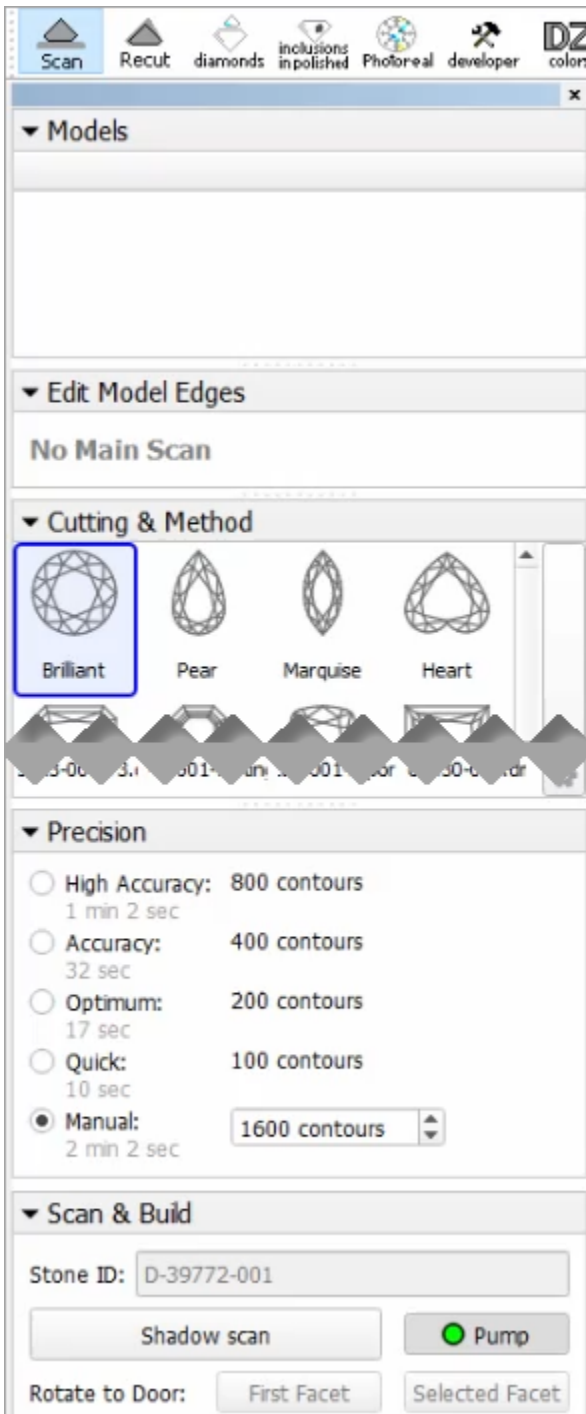 Scan Recut diamonds inclusions in polished Photoreal developer DZ color
Models
Edit Model Edges
No Main Scan
Cutting & Method
Brilliant Pear Marquise Heart
Precision
High Accuracy: 800 contours
1 min 2 sec
Accuracy: 400 contours
32 sec
Optimum: 200 contours
17 sec
Quick: 100 contours
10 sec
Manual: 1600 contours
2 min 2 sec
Scan & Build
Stone ID: D-39772-001
Shadow scan Pump
Rotate to Door: First Facet Selected Facet